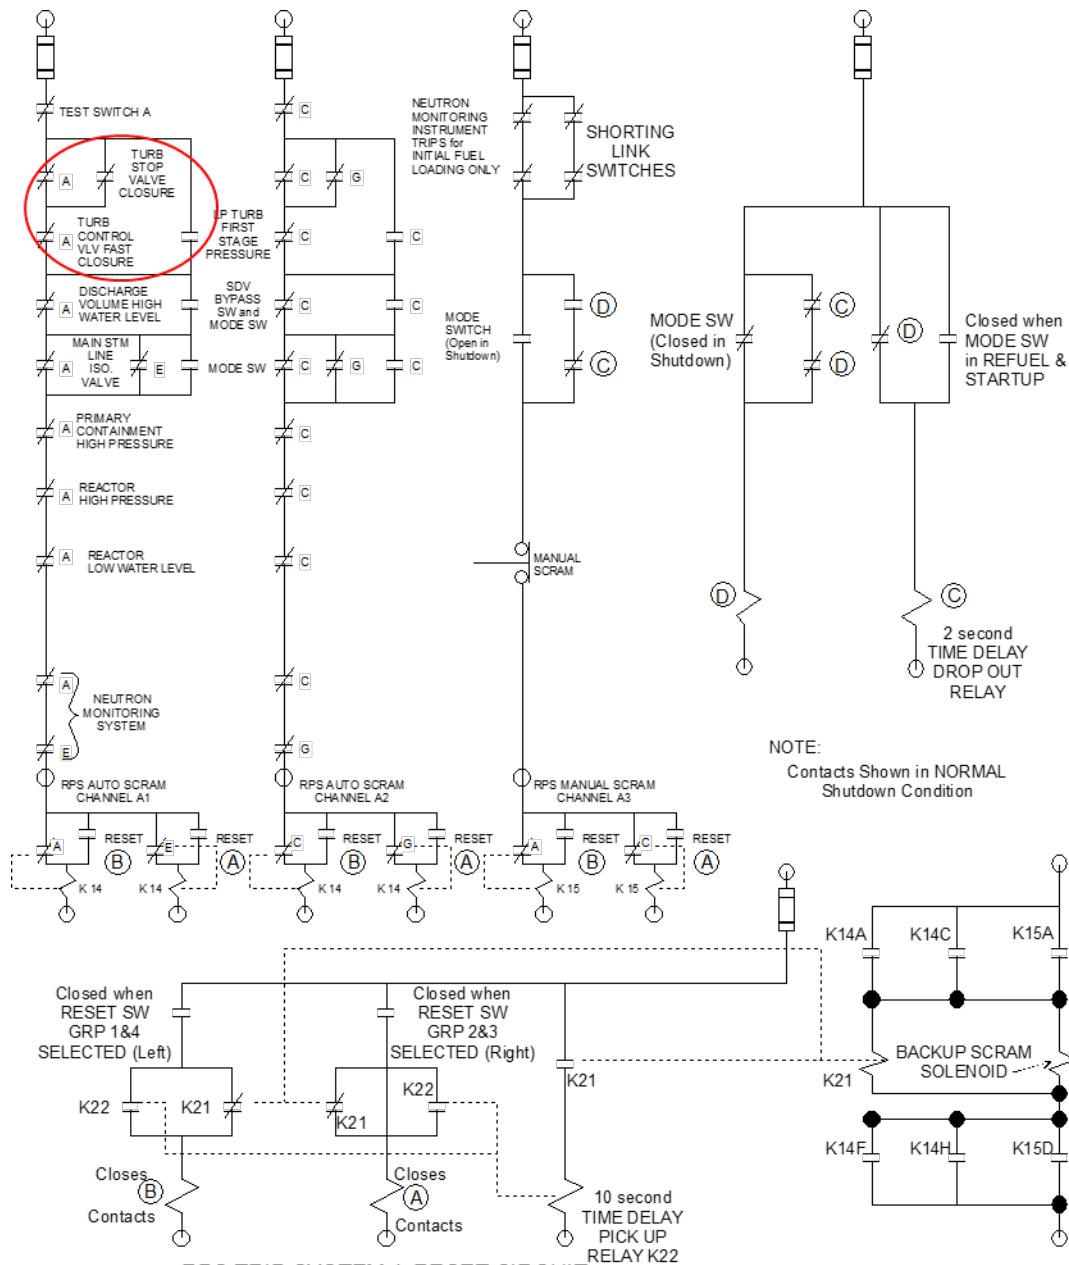 TEST SWITCH A
TURB
STOP
VALVE
CLOSURE
A
TURB
CONTROL
VLV FAST
CLOSURE
A
DISCHARGE
VOLUME HIGH
WATER LEVEL
A
MAIN STM
LINE
ISO.
VALVE
A
E
PRIMARY
CONTAINMENT
HIGH PRESSURE
A
REACTOR
HIGH PRESSURE
A
REACTOR
LOW WATER LEVEL
A
A
NEUTRON
MONITORING
SYSTEM
E
RPS AUTO SCRAM
CHANNEL A1
A
RESET
B
E
RESET
A
K 14
K 14
C
C
G
LP TURB
FIRST
STAGE
PRESSURE
C
C
SDV
BYPASS
SW and
MODE SW
C
C
MODE SW
C
G
C
C
C
C
C
G
RPS AUTO SCRAM
CHANNEL A2
C
RESET
B
G
RESET
A
K 14
K 14
NEUTRON
MONITORING
INSTRUMENT
TRIPS for
INITIAL FUEL
LOADING ONLY
SHORTING
LINK
SWITCHES
MODE
SWITCH
(Open in
Shutdown)
D
C
MANUAL
SCRAM
RPS MANUAL SCRAM
CHANNEL A3
A
RESET
B
C
RESET
A
K 15
K 15
MODE SW
(Closed in
Shutdown)
C
D
D
Closed when
MODE SW
in REFUEL &
STARTUP
D
C
2 second
TIME DELAY
DROP OUT
RELAY
NOTE:
Contacts Shown in NORMAL
Shutdown Condition
Closed when
RESET SW
GRP 1&4
SELECTED (Left)
Closed when
RESET SW
GRP 2&3
SELECTED (Right)
K22
K21
K21
K22
K21
Closes
B
Contacts
Closes
A
Contacts
10 second
TIME DELAY
PICK UP
RELAY K22
K14A
K14C
K15A
K21
BACKUP SCRAM
SOLENOID
K14F
K14H
K15D
RPS TRIP SYSTEM A RESET CIRCUIT